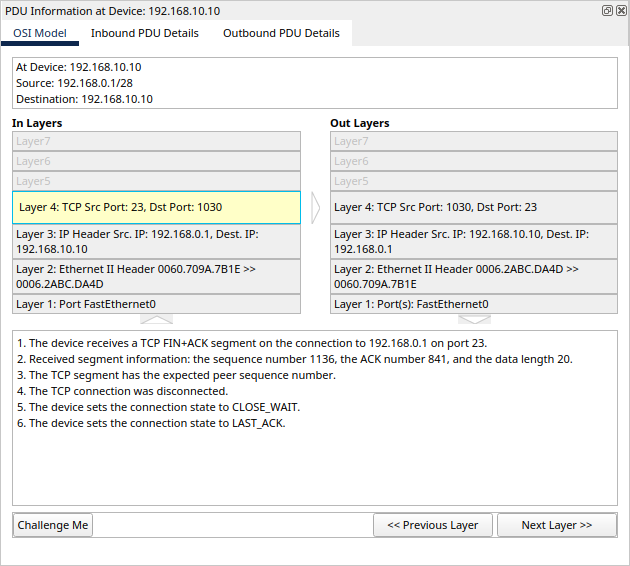 PDU Information at Device: 192.168.10.10
OSI Model
Inbound PDU Details
Outbound PDU Details
At Device: 192.168.10.10
Source: 192.168.0.1/28
Destination: 192.168.10.10
In Layers
Layer7
Layer6
Layer5
Layer 4: TCP Src Port: 23, Dst Port: 1030
Layer 3: IP Header Src. IP: 192.168.0.1, Dest. IP:
192.168.10.10
Layer 2: Ethernet II Header 0060.709A.7B1E >>
0006.2ABC.DA4D
Layer 1: Port FastEthernet0
Out Layers
Layer7
Layer6
Layer5
Layer 4: TCP Src Port: 1030, Dst Port: 23
Layer 3: IP Header Src. IP: 192.168.10.10, Dest. IP:
192.168.0.1
Layer 2: Ethernet II Header 0006.2ABC.DA4D >>
0060.709A.7B1E
Layer 1: Port(s): FastEthernet0
1. The device receives a TCP FIN+ACK segment on the connection to 192.168.0.1 on port 23.
2. Received segment information: the sequence number 1136, the ACK number 841, and the data length 20.
3. The TCP segment has the expected peer sequence number.
4. The TCP connection was disconnected.
5. The device sets the connection state to CLOSE_WAIT.
6. The device sets the connection state to LAST_ACK.
Challenge Me
<< Previous Layer
Next Layer >>